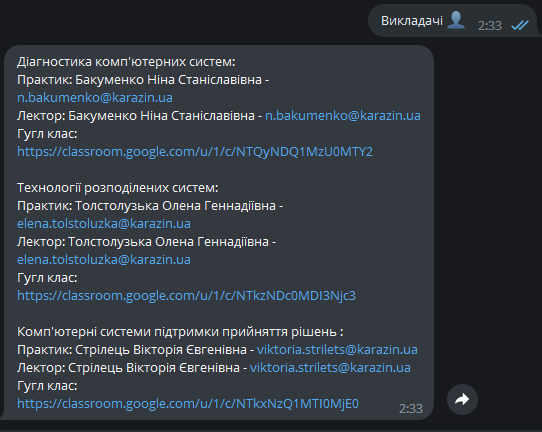 Викладачі 👤 2:33
Діагностика комп'ютерних систем:
Практик: Бакуменко Ніна Станіславівна -
n.bakumenko@karazin.ua
Лектор: Бакуменко Ніна Станіславівна - n.bakumenko@karazin.ua
Гугл клас:
https://classroom.google.com/u/1/c/NTQyNDQ1MzU0MTY2
Технології розподілених систем:
Практик: Толстолузька Олена Геннадіївна -
elena.tolstoluzka@karazin.ua
Лектор: Толстолузька Олена Геннадіївна -
elena.tolstoluzka@karazin.ua
Гугл клас:
https://classroom.google.com/u/1/c/NTkzNDc0MDI3Njc3
Комп'ютерні системи підтримки прийняття рішень :
Практик: Стрілець Вікторія Євгенівна - viktoria.strilets@karazin.ua
Лектор: Стрілець Вікторія Євгенівна - viktoria.strilets@karazin.ua
Гугл клас:
https://classroom.google.com/u/1/c/NTkxNzQ1MTI0MjE0 2:33